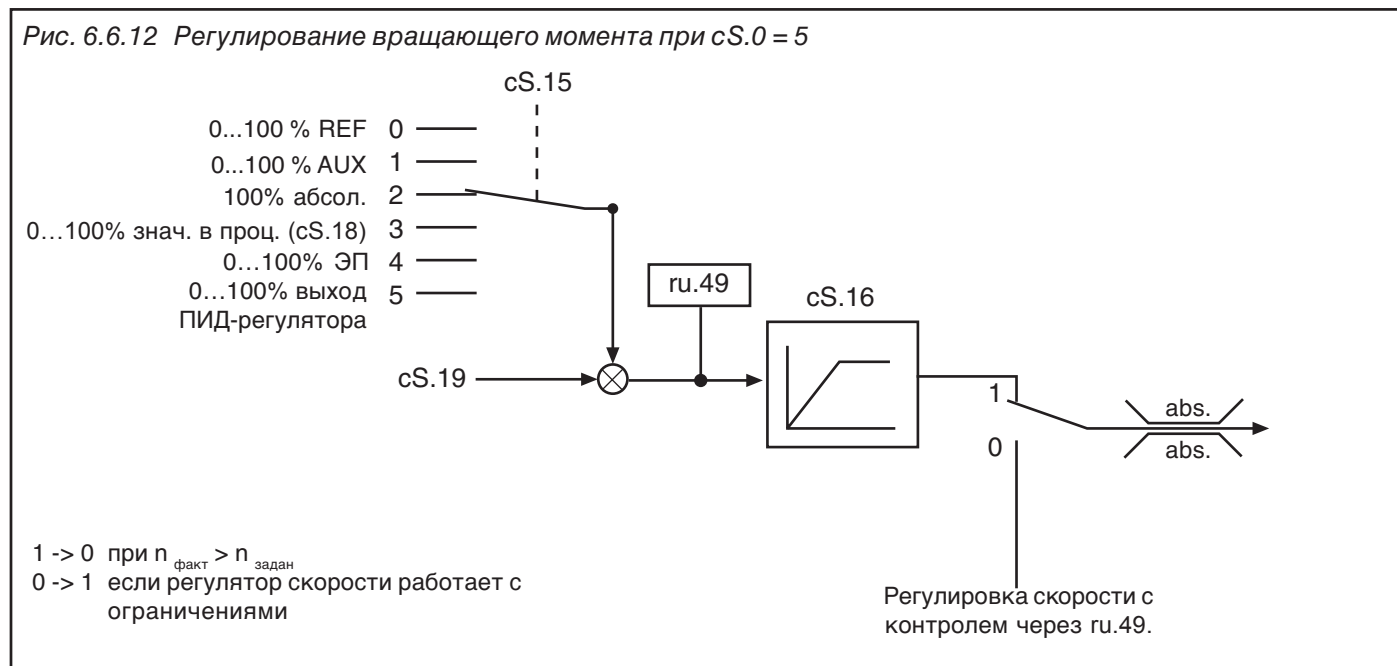 Рис. 6.6.12 Регулирование вращающего момента при cS.0 = 5
cS.15
0...100 % REF 0
0...100 % AUX 1
100% абсол. 2
0…100% знач. в проц. (cS.18) 3
0…100% ЭП 4
0…100% выход 5
ПИД-регулятора
ru.49
cS.16
cS.19
1
0
abs.
abs.
1 -> 0 при n факт > n задан
0 -> 1 если регулятор скорости работает с
ограничениями
Регулировка скорости с
контролем через ru.49.